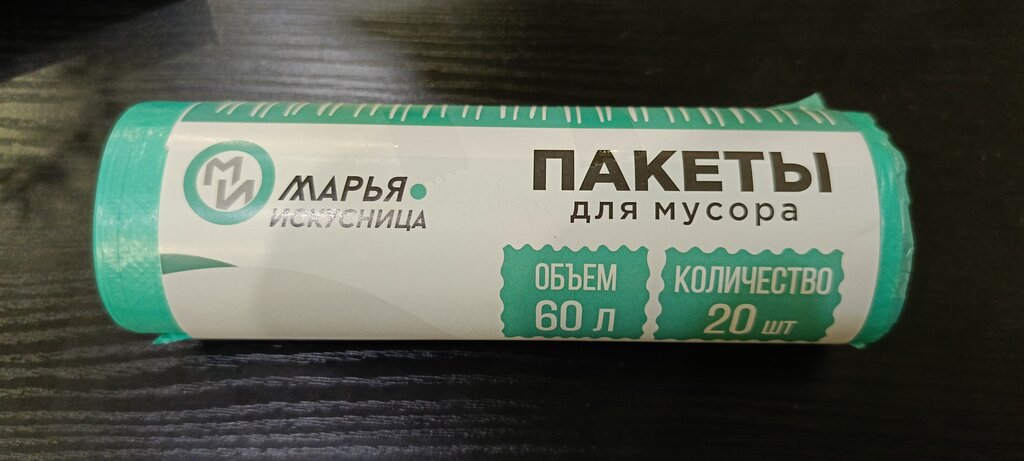 МИ
МАРЬЯ
ИСКУСНИЦА
ПАКЕТЫ
для мусора
ОБЪЕМ
60 л
КОЛИЧЕСТВО
20 шт